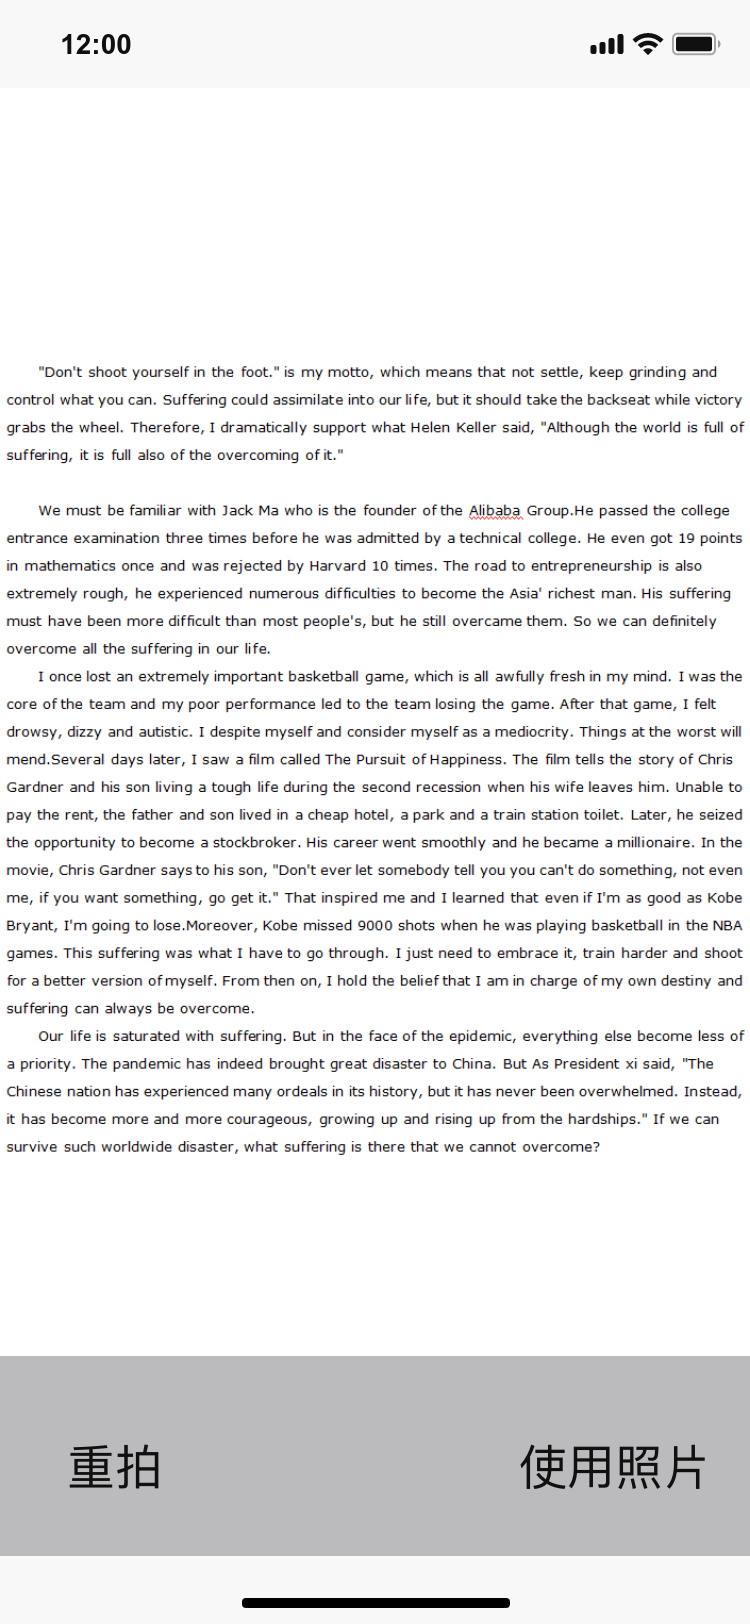 12:00
"Don't shoot yourself in the foot." is my motto, which means that not settle, keep grinding and
control what you can. Suffering could assimilate into our life, but it should take the backseat while victory
grabs the wheel. Therefore, I dramatically support what Helen Keller said, "Although the world is full of
suffering, it is full also of the overcoming of it."
We must be familiar with Jack Ma who is the founder of the Alibaba Group.He passed the college
entrance examination three times before he was admitted by a technical college. He even got 19 points
in mathematics once and was rejected by Harvard 10 times. The road to entrepreneurship is also
extremely rough, he experienced numerous difficulties to become the Asia' richest man. His suffering
must have been more difficult than most people's, but he still overcame them. So we can definitely
overcome all the suffering in our life.
I once lost an extremely important basketball game, which is all awfully fresh in my mind. I was the
core of the team and my poor performance led to the team losing the game. After that game, I felt
drowsy, dizzy and autistic. I despite myself and consider myself as a mediocrity. Things at the worst will
mend.Several days later, I saw a film called The Pursuit of Happiness. The film tells the story of Chris
Gardner and his son living a tough life during the second recession when his wife leaves him. Unable to
pay the rent, the father and son lived in a cheap hotel, a park and a train station toilet. Later, he seized
the opportunity to become a stockbroker. His career went smoothly and he became a millionaire. In the
movie, Chris Gardner says to his son, "Don't ever let somebody tell you you can't do something, not even
me, if you want something, go get it." That inspired me and I learned that even if I'm as good as Kobe
Bryant, I'm going to lose.Moreover, Kobe missed 9000 shots when he was playing basketball in the NBA
games. This suffering was what I have to go through. I just need to embrace it, train harder and shoot
for a better version of myself. From then on, I hold the belief that I am in charge of my own destiny and
suffering can always be overcome.
Our life is saturated with suffering. But in the face of the epidemic, everything else become less of
a priority. The pandemic has indeed brought great disaster to China. But As President xi said, "The
Chinese nation has experienced many ordeals in its history, but it has never been overwhelmed. Instead,
it has become more and more courageous, growing up and rising up from the hardships." If we can
survive such worldwide disaster, what suffering is there that we cannot overcome?
重拍
使用照片